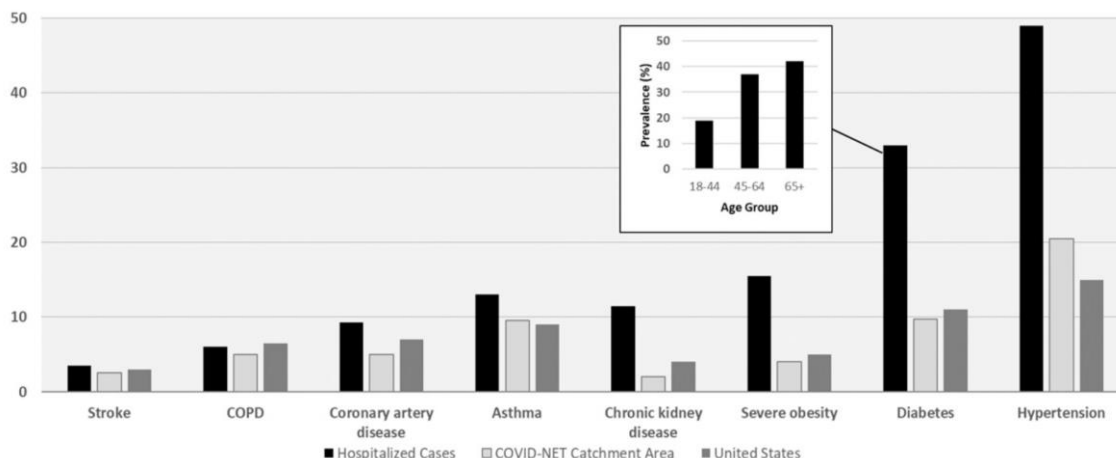 50
40
30
20
10
0
Prevalence (%)
50
40
30
20
10
0
18-44 45-64 65+
Age Group
Stroke COPD Coronary artery disease Asthma Chronic kidney disease Severe obesity Diabetes Hypertension
Hospitalized Cases COVID-NET Catchment Area United States